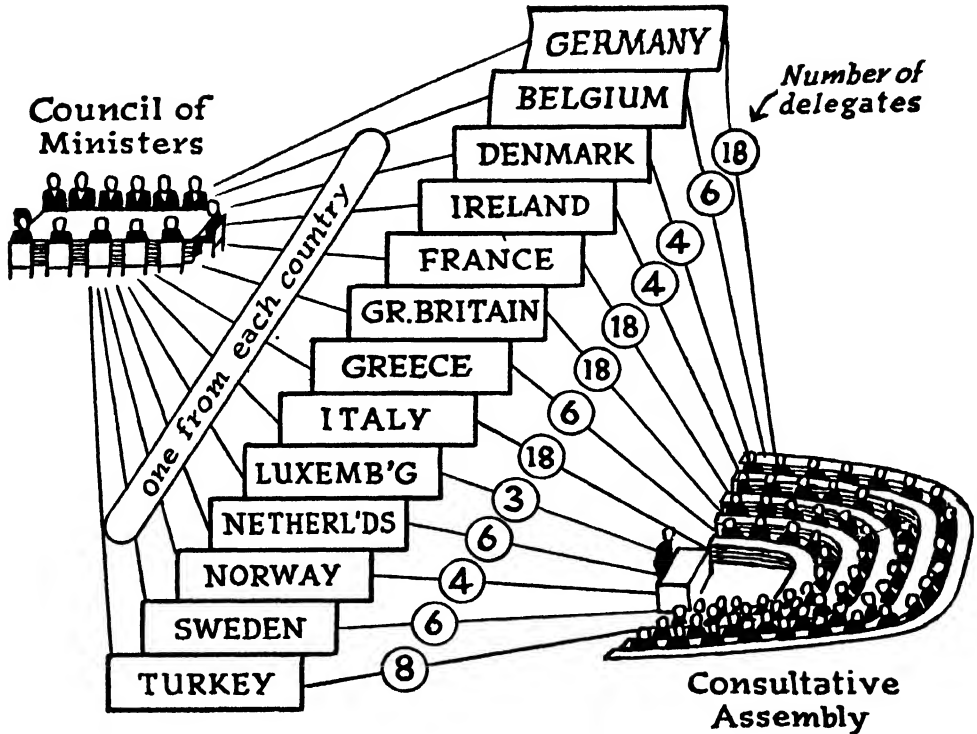 GERMANY
Number of
delegates
BELGIUM
Council of
Ministers
DENMARK
18
6
IRELAND
4
FRANCE
4
GR.BRITAIN
18
one from each country
GREECE
18
ITALY
6
LUXEMB'G
18
NETHERL'DS
3
NORWAY
6
SWEDEN
4
TURKEY
6
8
Consultative
Assembly